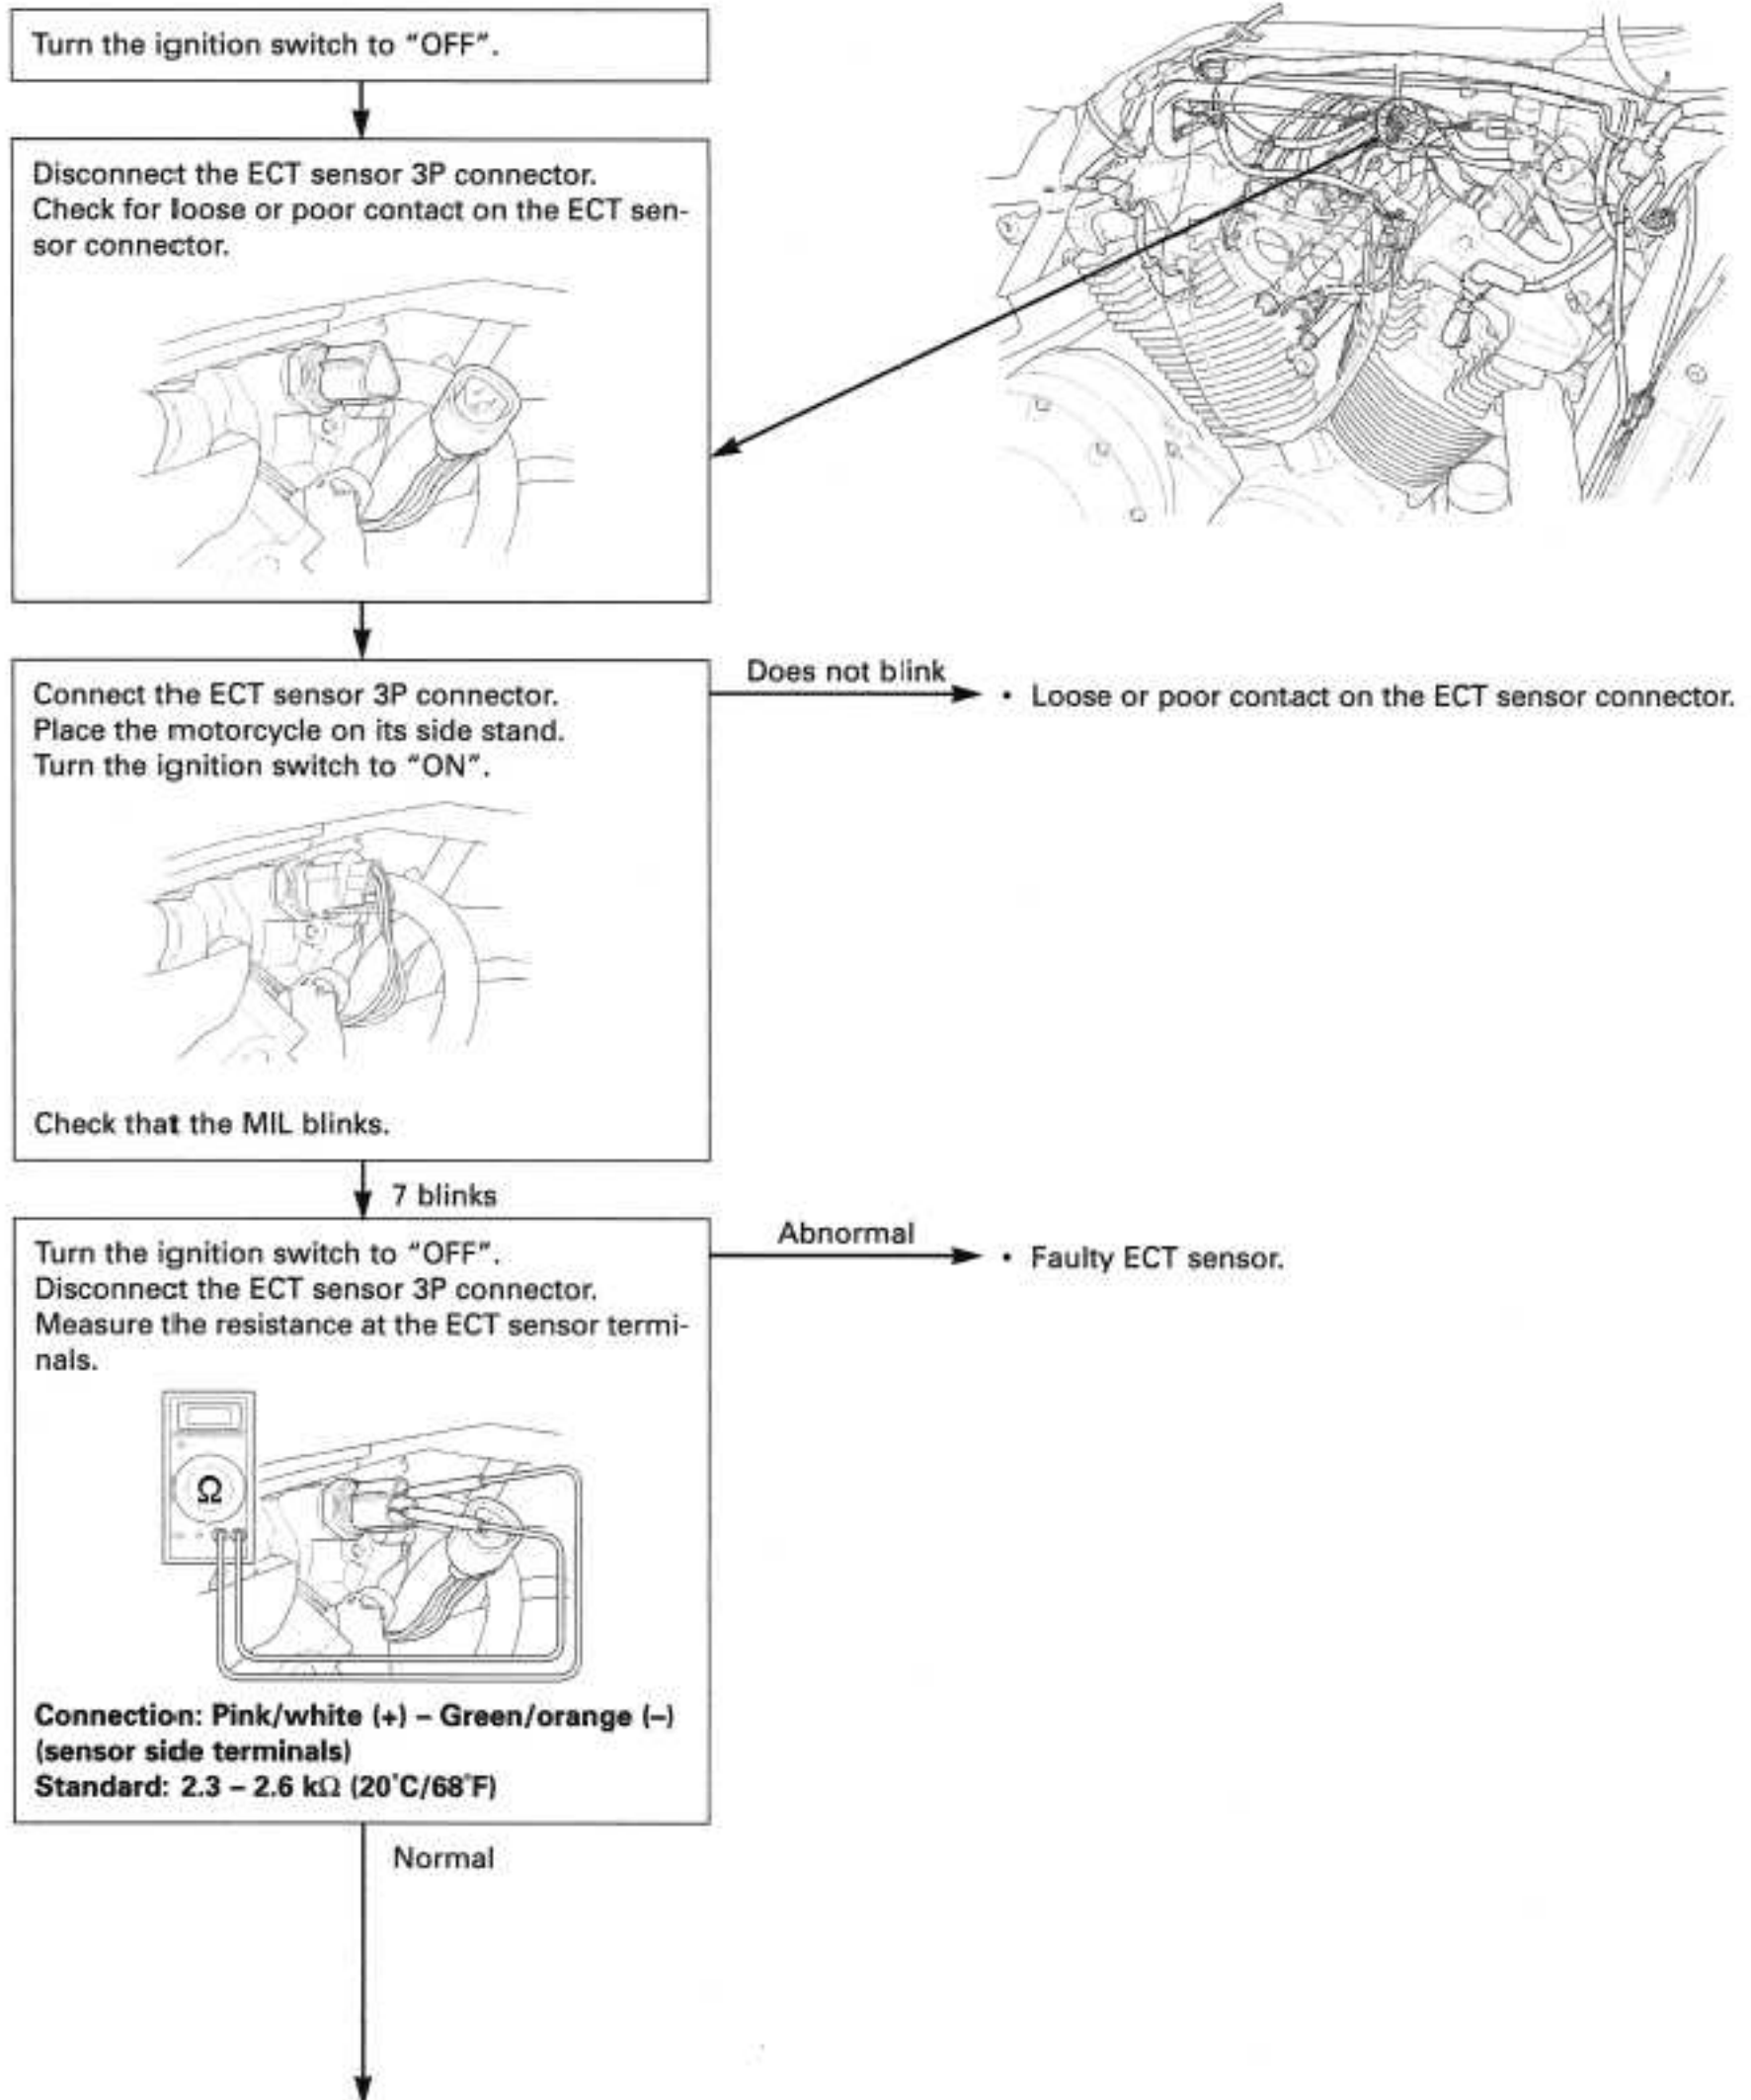 Turn the ignition switch to “OFF”.
Disconnect the ECT sensor 3P connector.
Check for loose or poor contact on the ECT sen-
sor connector.
Connect the ECT sensor 3P connector.
Place the motorcycle on its side stand.
Turn the ignition switch to “ON”.
Check that the MIL blinks.
Does not blink
• Loose or poor contact on the ECT sensor connector.
7 blinks
Turn the ignition switch to “OFF”.
Disconnect the ECT sensor 3P connector.
Measure the resistance at the ECT sensor termi-
nals.
Ω
Connection: Pink/white (+) – Green/orange (–)
(sensor side terminals)
Standard: 2.3 – 2.6 kΩ (20°C/68°F)
Abnormal
• Faulty ECT sensor.
Normal